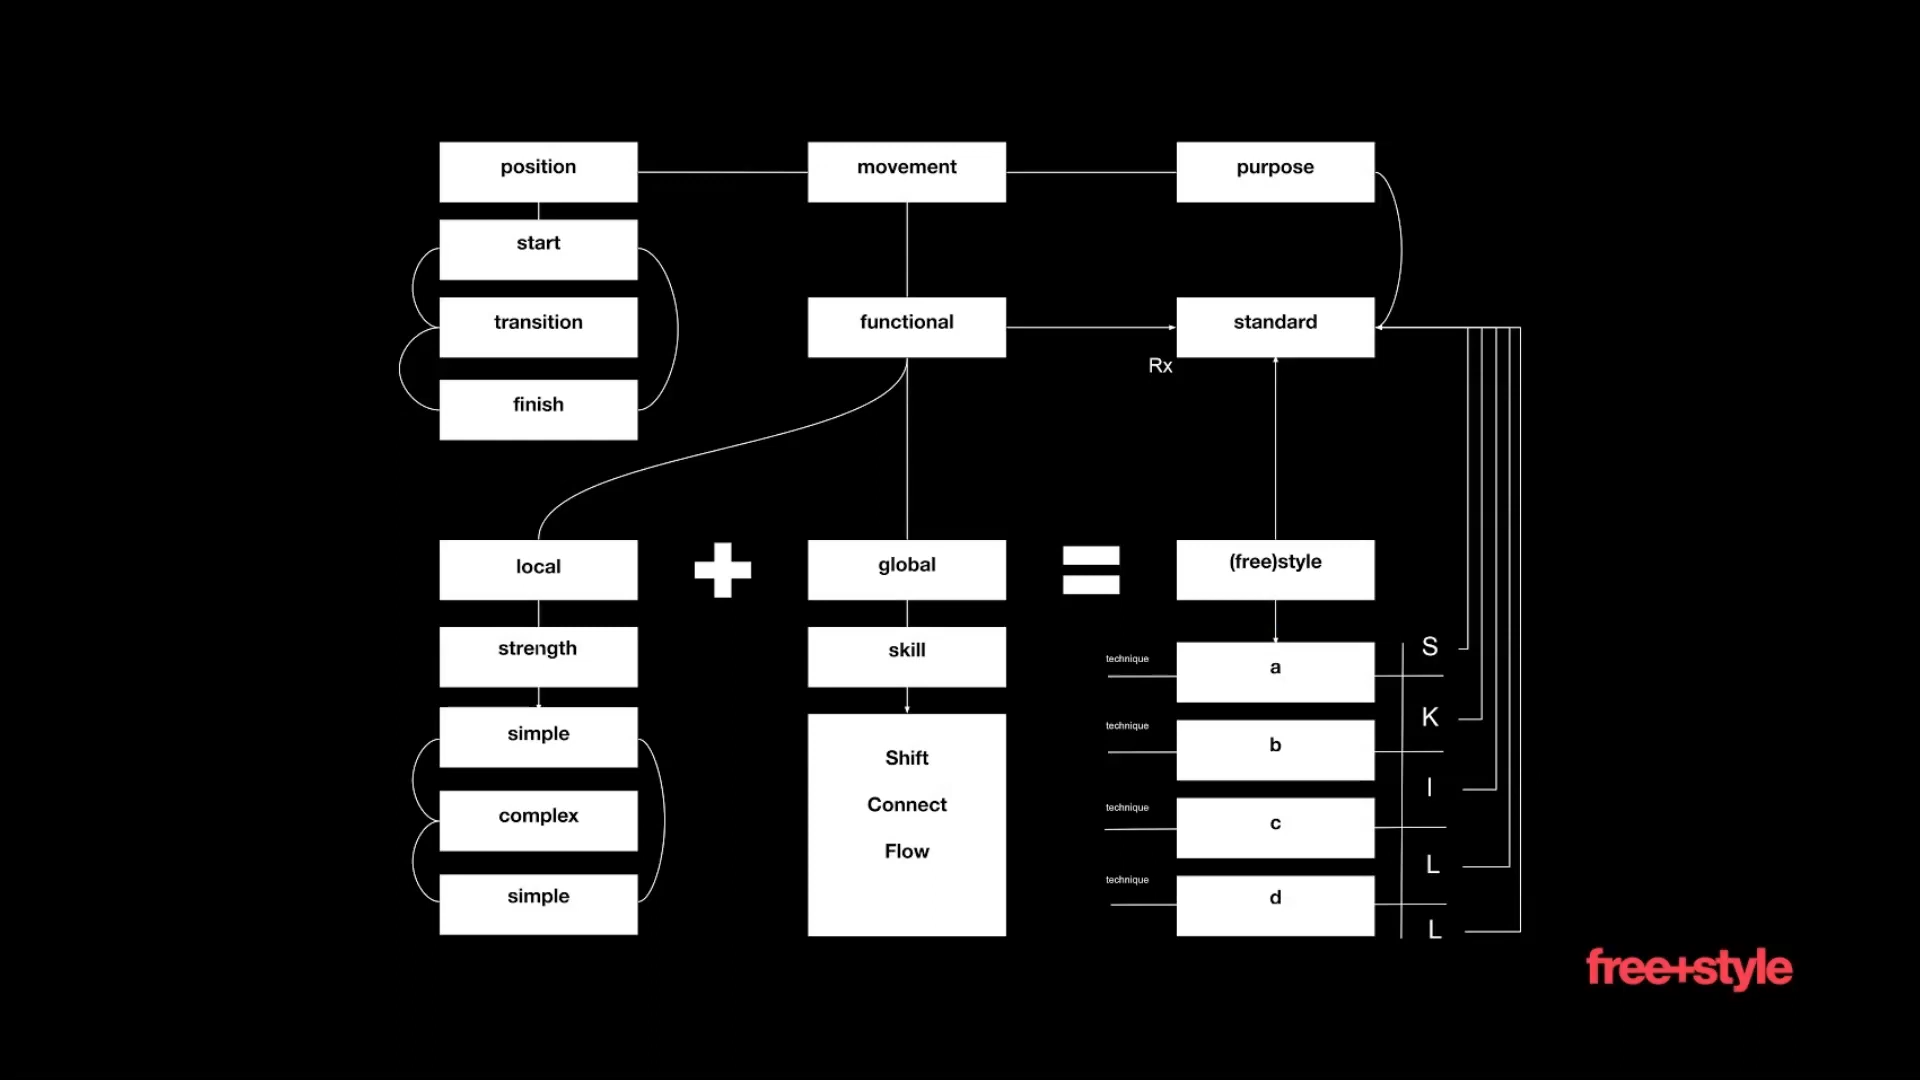 position
movement
purpose
start
transition
finish
functional
standard
Rx
local
global
(free)style
strength
skill
simple
complex
simple
Shift
Connect
Flow
technique
a
S
technique
b
K
technique
c
I
technique
d
L
L
free+style